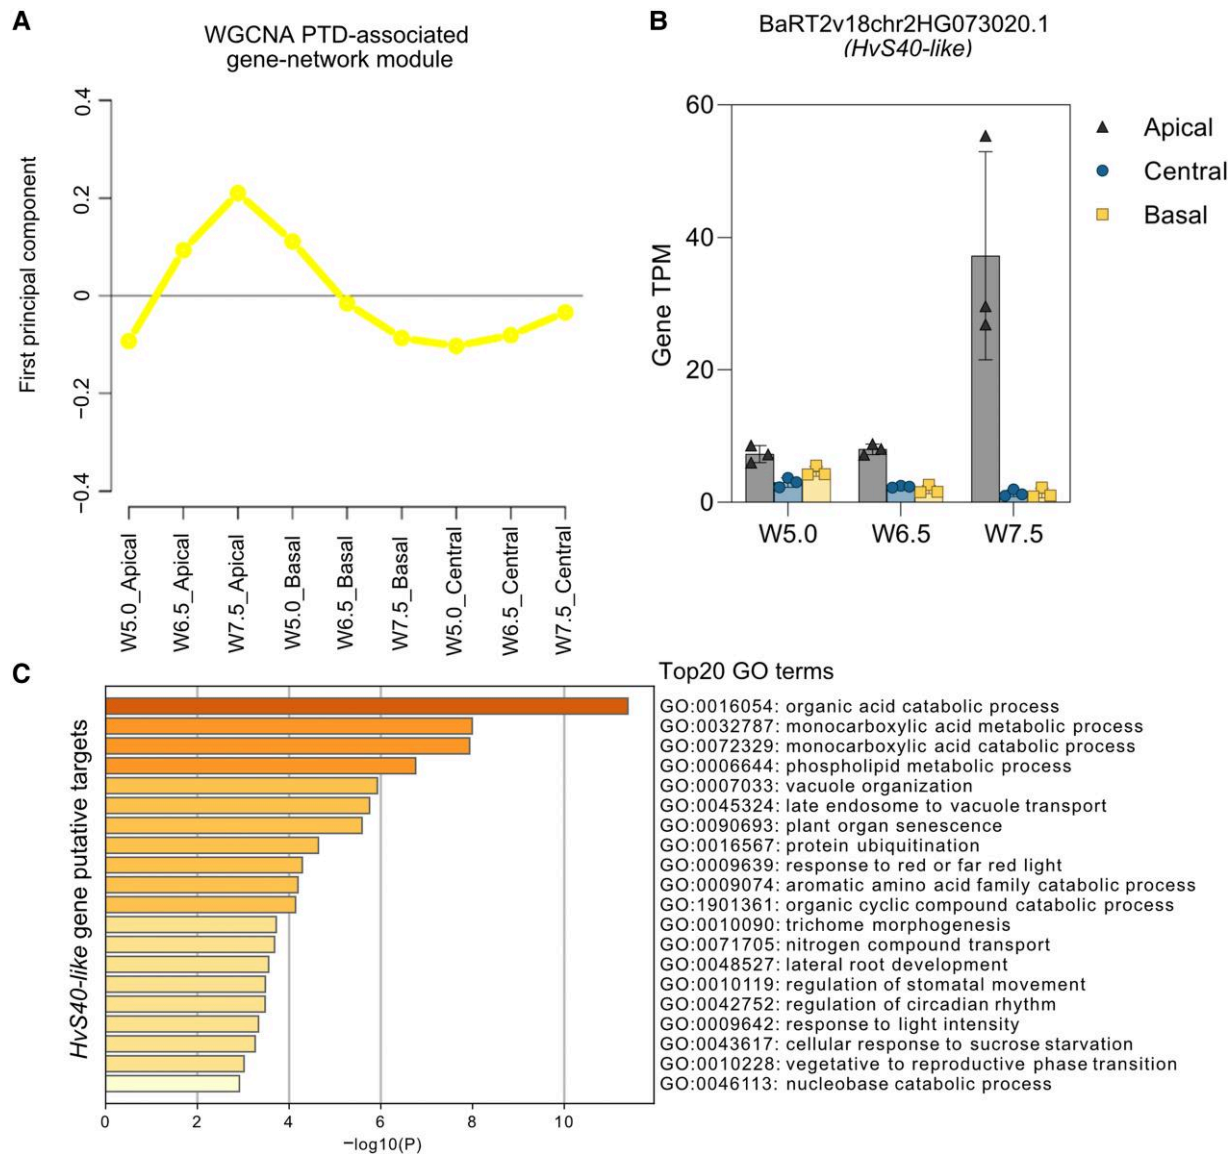 A
WGCNA PTD-associated
gene-network module
First principal component
0.4
0.2
0
−0.2
−0.4
W5.0_Apical
W6.5_Apical
W7.5_Apical
W5.0_Basal
W6.5_Basal
W7.5_Basal
W5.0_Central
W6.5_Central
W7.5_Central
B
BaRT2v18chr2HG073020.1
(HvS40-like)
Gene TPM
60
40
20
0
W5.0
W6.5
W7.5
Apical
Central
Basal
C
Top20 GO terms
HvS40-like gene putative targets
GO:0016054: organic acid catabolic process
GO:0032787: monocarboxylic acid metabolic process
GO:0072329: monocarboxylic acid catabolic process
GO:0006644: phospholipid metabolic process
GO:0007033: vacuole organization
GO:0045324: late endosome to vacuole transport
GO:0090693: plant organ senescence
GO:0016567: protein ubiquitination
GO:0009639: response to red or far red light
GO:0009074: aromatic amino acid family catabolic process
GO:1901361: organic cyclic compound catabolic process
GO:0010090: trichome morphogenesis
GO:0071705: nitrogen compound transport
GO:0048527: lateral root development
GO:0010119: regulation of stomatal movement
GO:0042752: regulation of circadian rhythm
GO:0009642: response to light intensity
GO:0043617: cellular response to sucrose starvation
GO:0010228: vegetative to reproductive phase transition
GO:0046113: nucleobase catabolic process
0 2 4 6 8 10
−log10(P)